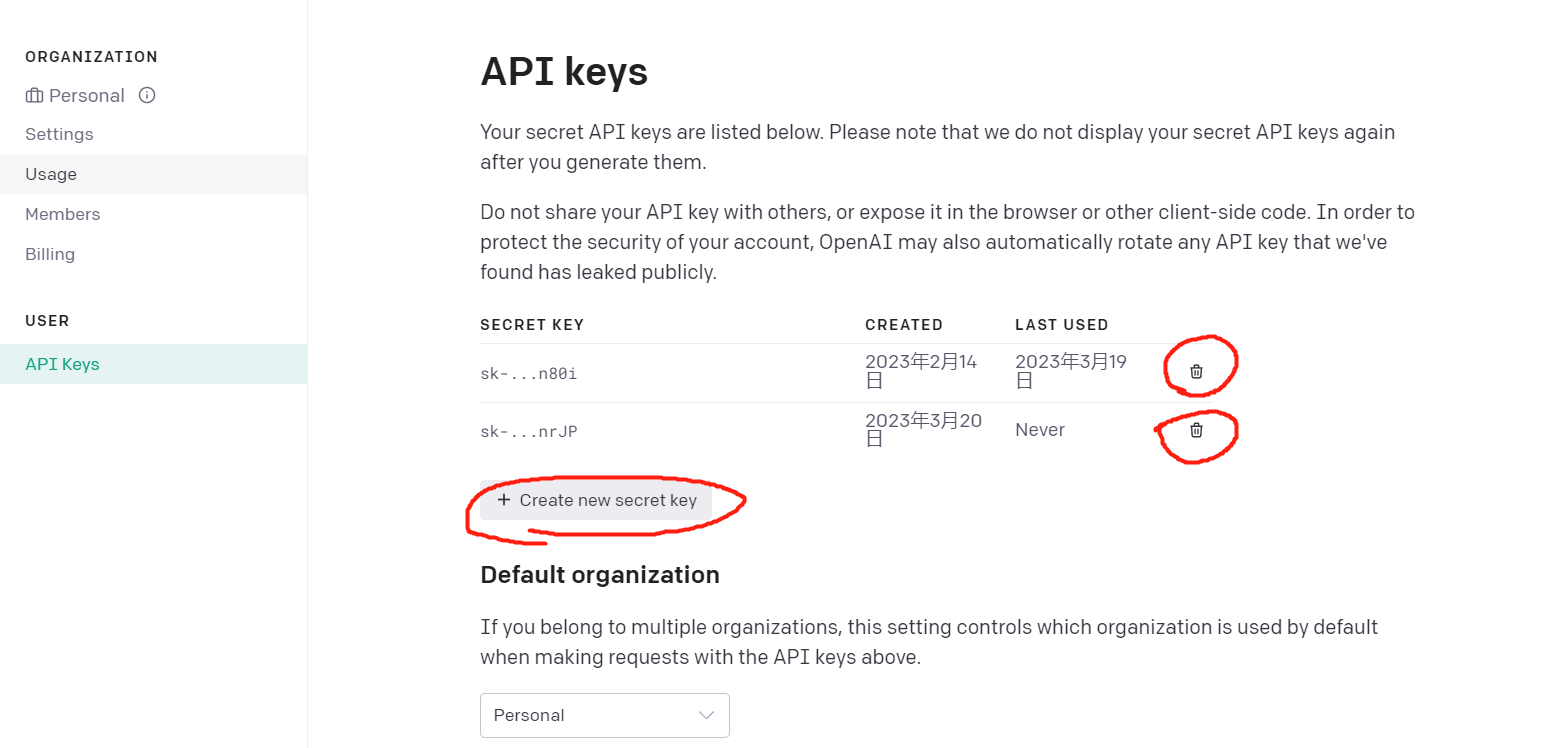 ORGANIZATION
Personal
Settings
Usage
Members
Billing
USER
API Keys
API keys
Your secret API keys are listed below. Please note that we do not display your secret API keys again
after you generate them.
Do not share your API key with others, or expose it in the browser or other client-side code. In order to
protect the security of your account, OpenAI may also automatically rotate any API key that we've
found has leaked publicly.
SECRET KEY CREATED LAST USED
sk-...n80i 2023年2月14日 2023年3月19日
sk-...nrJP 2023年3月20日 Never
+ Create new secret key
Default organization
If you belong to multiple organizations, this setting controls which organization is used by default
when making requests with the API keys above.
Personal